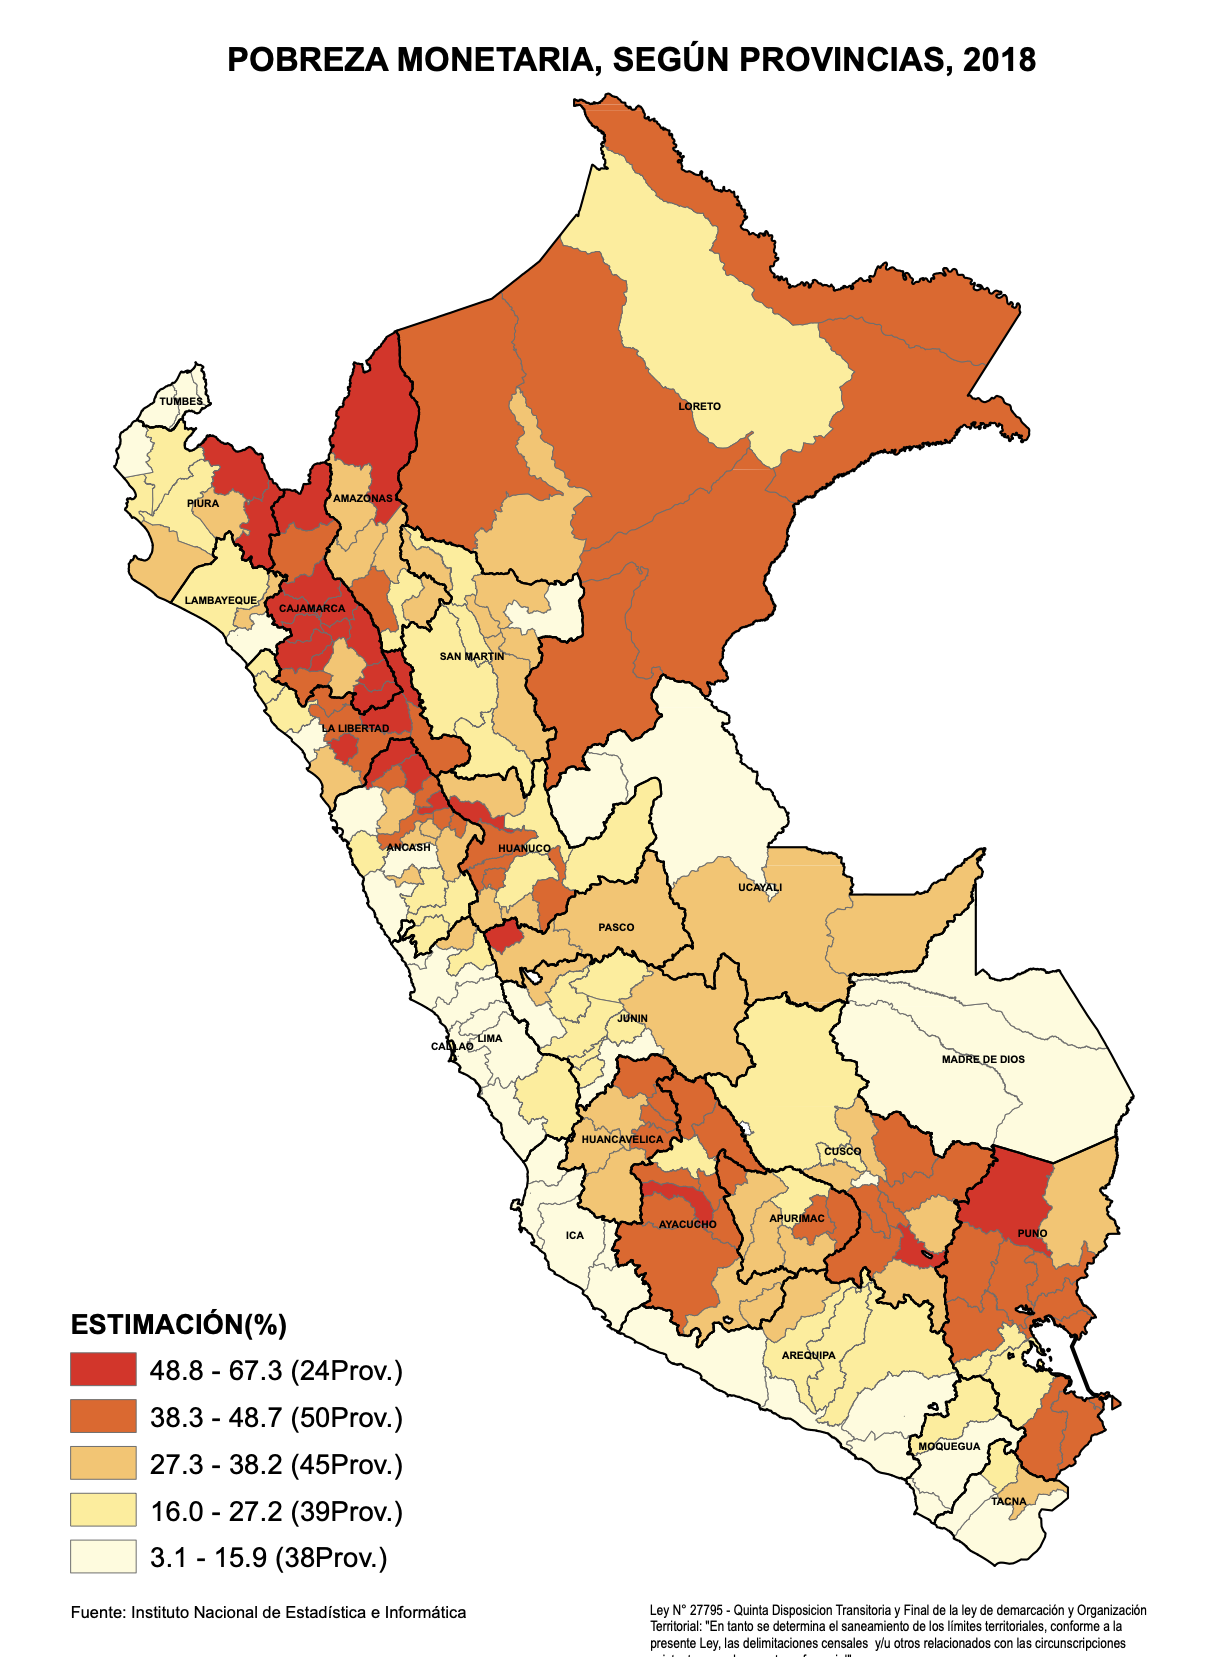 POBREZA MONETARIA, SEGÚN PROVINCIAS, 2018
LORETO
TUMBES
AMAZONAS
PIURA
LAMBAYEQUE
CAJAMARCA
SAN MARTIN
LA LIBERTAD
ANCASH
HUANUCO
UCAYALI
PASCO
JUNIN
LIMA
CALLAO
MADRE DE DIOS
HUANCAVELICA
CUSCO
APURIMAC
AYACUCHO
ICA
PUNO
AREQUIPA
MOQUEGUA
TACNA
ESTIMACIÓN(%)
48.8 - 67.3 (24Prov.)
38.3 - 48.7 (50Prov.)
27.3 - 38.2 (45Prov.)
16.0 - 27.2 (39Prov.)
3.1 - 15.9 (38Prov.)
Fuente: Instituto Nacional de Estadística e Informática
Ley N° 27795 - Quinta Disposicion Transitoria y Final de la ley de demarcación y Organización
Territorial: "En tanto se determina el saneamiento de los límites territoriales, conforme a la
presente Ley, las delimitaciones censales y/u otros relacionados con las circunscripciones